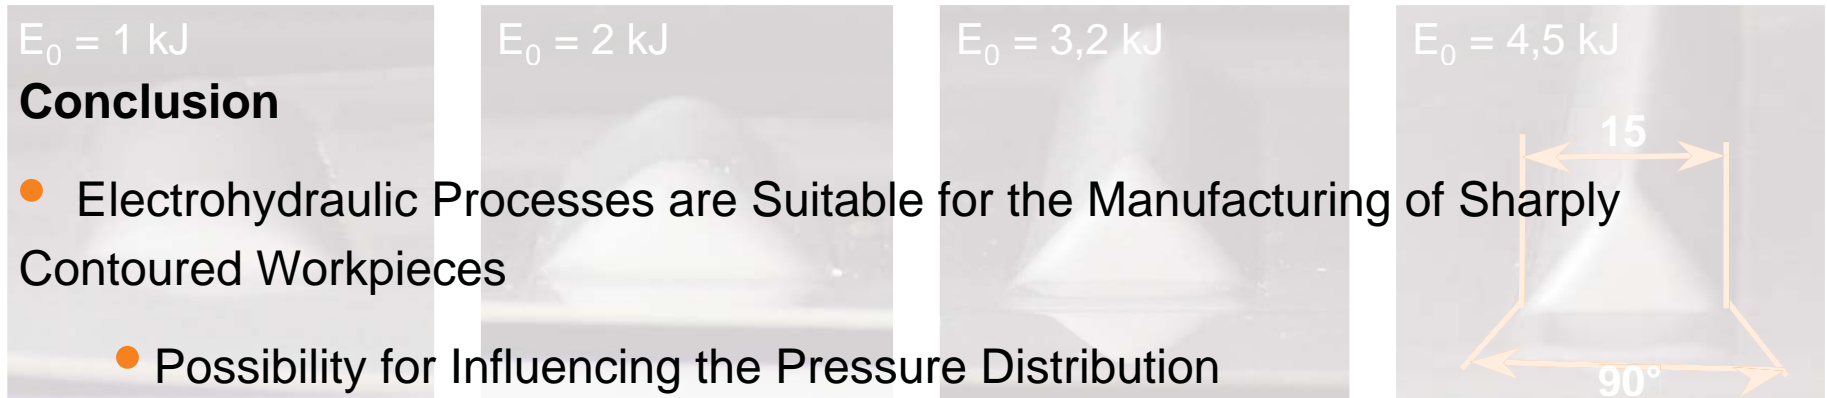 E₀ = 1 kJ E₀ = 2 kJ E₀ = 3,2 kJ E₀ = 4,5 kJ
Conclusion
15
• Electrohydraulic Processes are Suitable for the Manufacturing of Sharply
Contoured Workpieces
• Possibility for Influencing the Pressure Distribution
90°